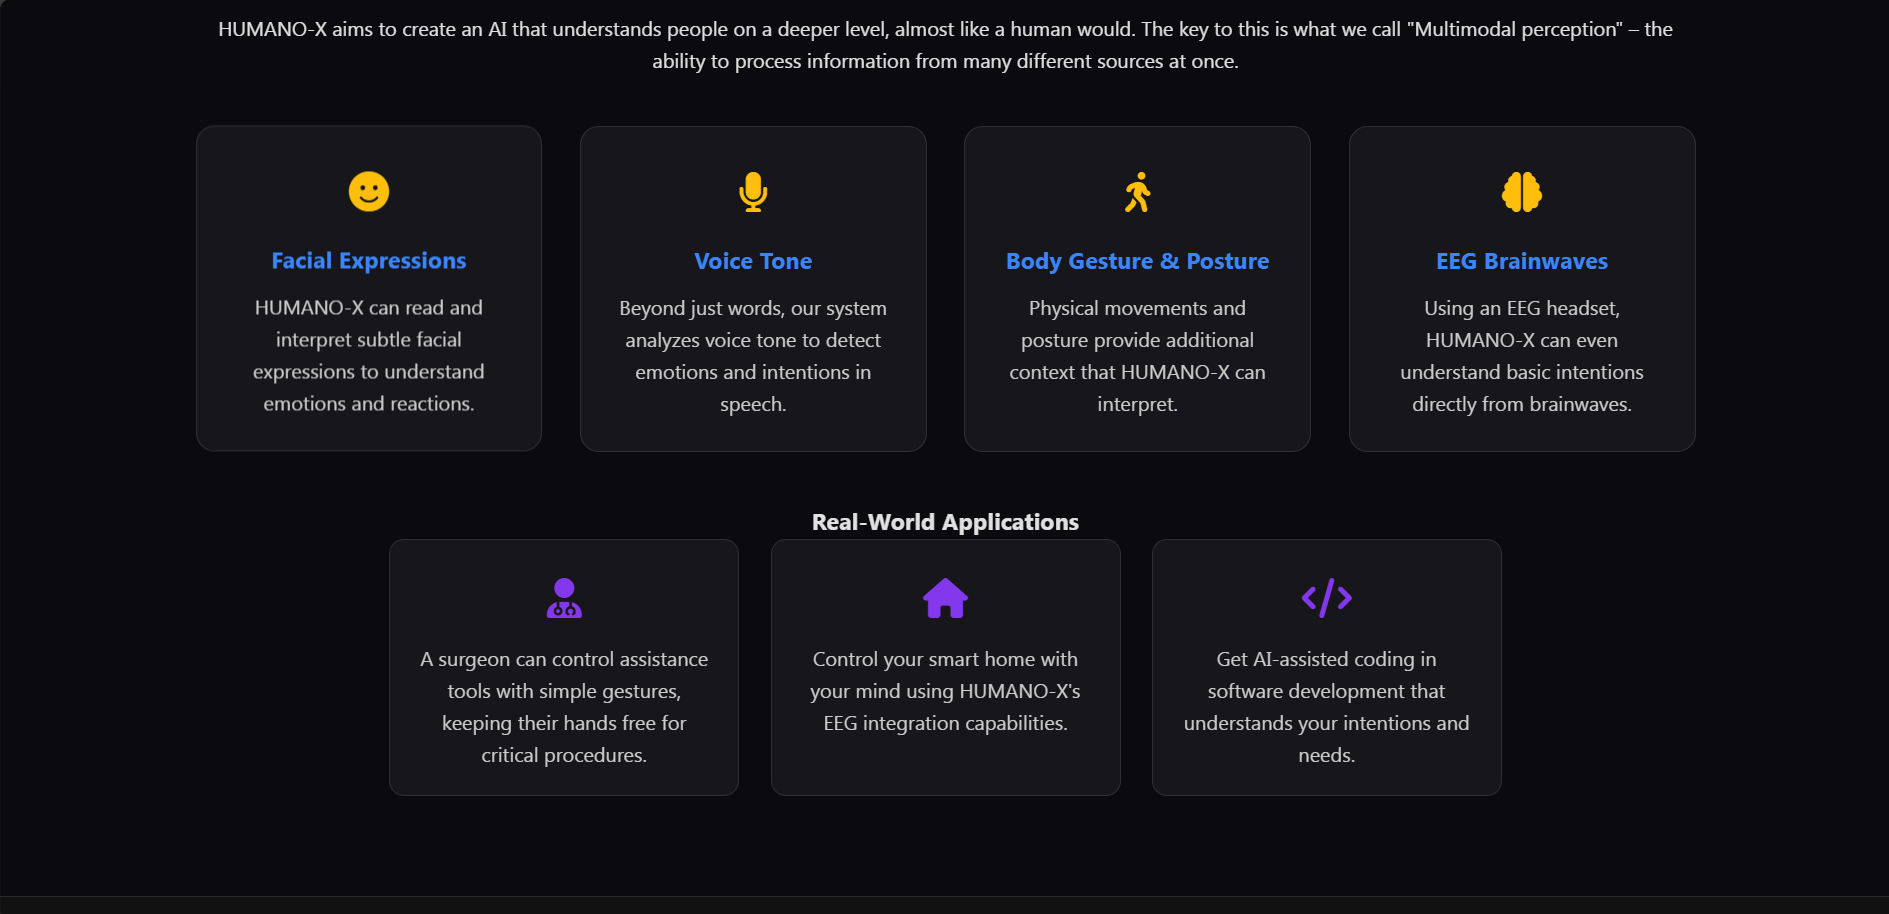 HUMANO-X aims to create an AI that understands people on a deeper level, almost like a human would. The key to this is what we call "Multimodal perception" – the
ability to process information from many different sources at once.
Facial Expressions
HUMANO-X can read and
interpret subtle facial
expressions to understand
emotions and reactions.
Voice Tone
Beyond just words, our system
analyzes voice tone to detect
emotions and intentions in
speech.
Body Gesture & Posture
Physical movements and
posture provide additional
context that HUMANO-X can
interpret.
EEG Brainwaves
Using an EEG headset,
HUMANO-X can even
understand basic intentions
directly from brainwaves.
Real-World Applications
A surgeon can control assistance
tools with simple gestures,
keeping their hands free for
critical procedures.
Control your smart home with
your mind using HUMANO-X's
EEG integration capabilities.
Get AI-assisted coding in
software development that
understands your intentions and
needs.